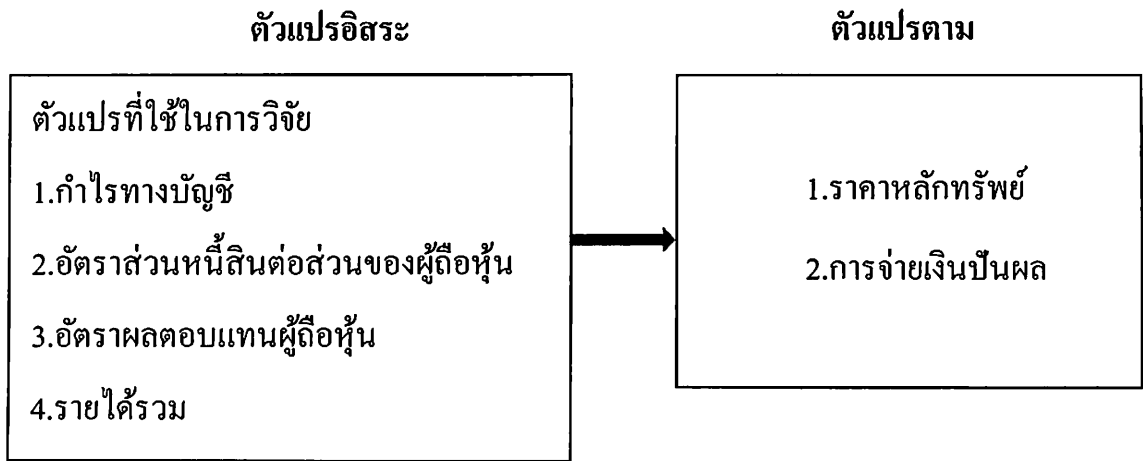 ตัวแปรอิสระ
ตัวแปรตาม
ตัวแปรที่ใช้ในการวิจัย
1.กำไรทางบัญชี
2.อัตราส่วนหนี้สินต่อส่วนของผู้ถือหุ้น
3.อัตราผลตอบแทนผู้ถือหุ้น
4.รายได้รวม
1.ราคาหลักทรัพย์
2.การจ่ายเงินปันผล